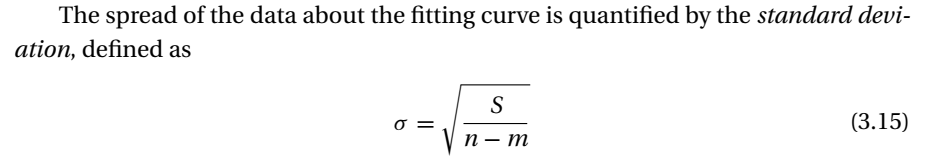 The spread of the data about the fitting curve is quantified by the standard devi-
ation, defined as
σ = √(S / (n − m)) (3.15)